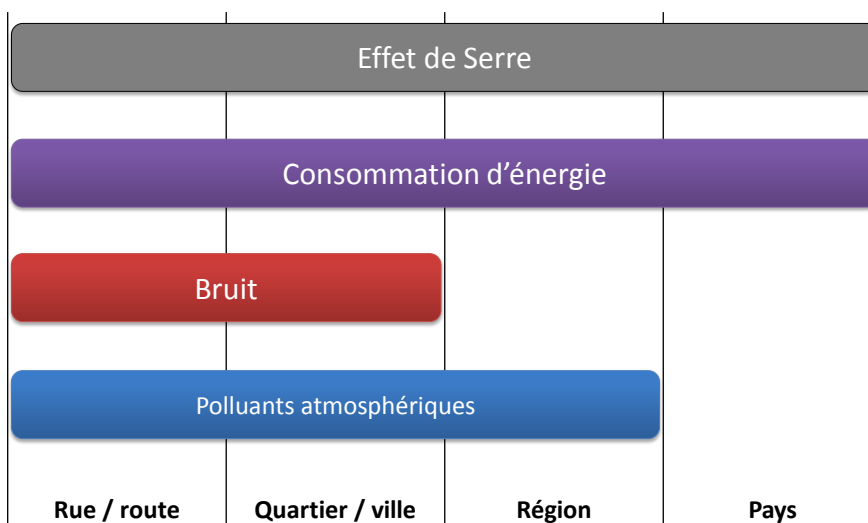 Effet de Serre
Consommation d’énergie
Bruit
Polluants atmosphériques
Rue / route Quartier / ville Région Pays